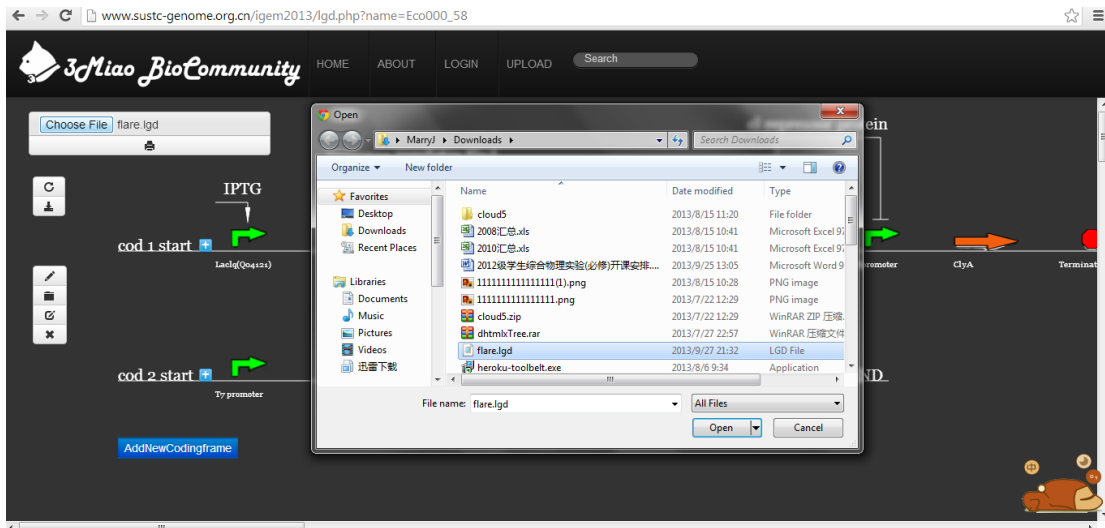 www.sustc-genome.org.cn/igem2013/lgd.php?name=Eco000_58
3Miao BioCommunity
HOME ABOUT LOGIN UPLOAD Search
Choose File flare.lgd
IPTG
cod 1 start
LacIq(Q04121)
cod 2 start
T7 promoter
AddNewCodingframe
Open
MarryJ Downloads
Search Downloads
Organize New folder
Favorites
Desktop
Downloads
Recent Places
Libraries
Documents
Music
Pictures
Videos
迅雷下载
Name Date modified Type
cloud5 2013/8/15 11:20 File folder
2008汇总.xls 2013/8/15 10:41 Microsoft Excel 97
2010汇总.xls 2013/8/15 10:41 Microsoft Excel 97
2012级学生综合物理实验(必修)开课安排.... 2013/9/25 13:05 Microsoft Word 9
1111111111111111(1).png 2013/8/15 10:28 PNG image
1111111111111111.png 2013/7/22 12:29 PNG image
cloud5.zip 2013/7/22 12:29 WinRAR ZIP 压缩
dhtmlxTree.rar 2013/7/27 22:57 WinRAR 压缩文件
flare.lgd 2013/9/27 21:32 LGD File
heroku-toolbelt.exe 2013/8/6 9:34 Application
File name: flare.lgd
All Files
Open Cancel
ein
romoter
ClyA
Terminat
ND